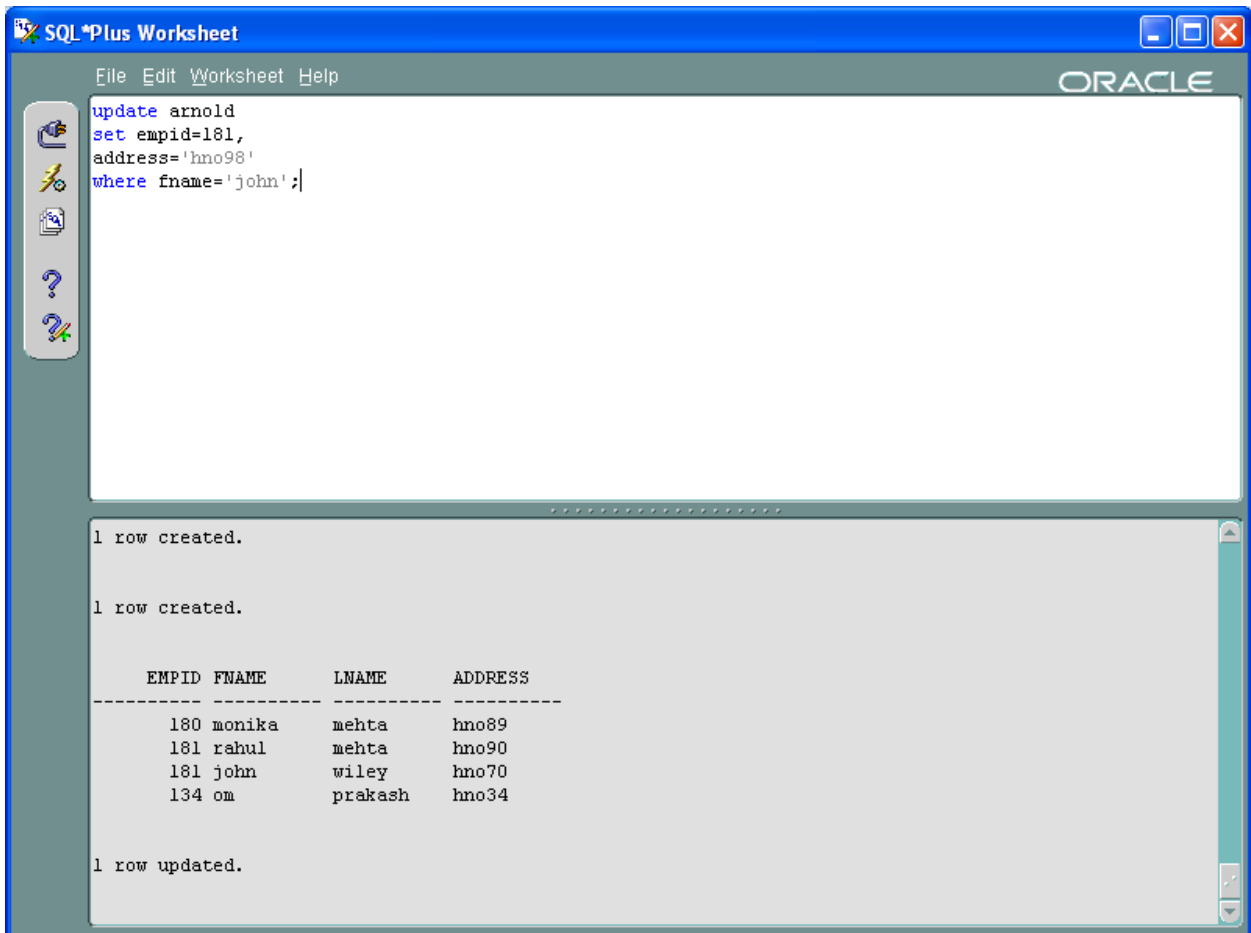 SQL*Plus Worksheet
File Edit Worksheet Help
ORACLE
update arnold
set empid=181,
address='hno98'
where fname='john';
1 row created.
1 row created.
EMPID FNAME LNAME ADDRESS
---------- ---------- ---------- ----------
180 monika mehta hno89
181 rahul mehta hno90
181 john wiley hno70
134 om prakash hno34
1 row updated.